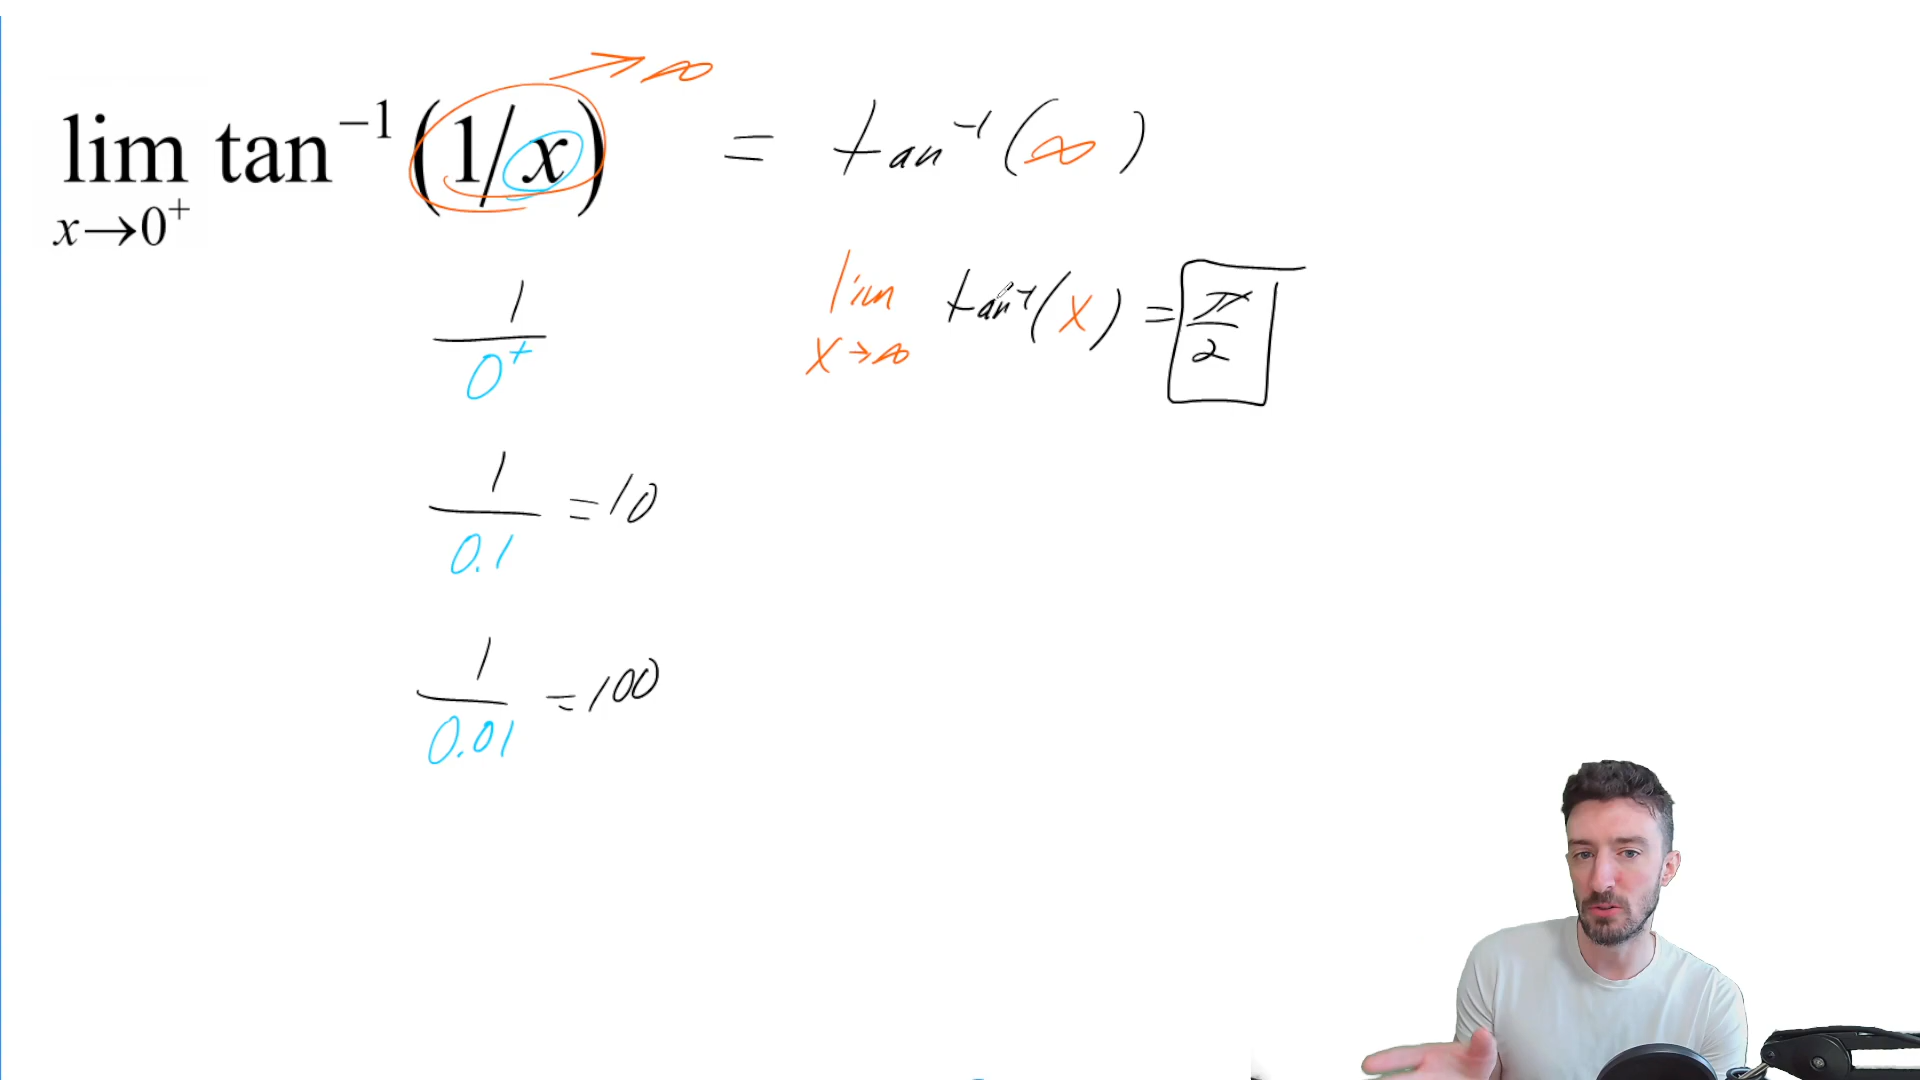 lim tan⁻¹ (1/x) → ∞ = tan⁻¹(∞)
x→0⁺
lim tan⁻¹(x) = π/2
x→∞
1
0⁺
1 = 10
0.1
1 = 100
0.01